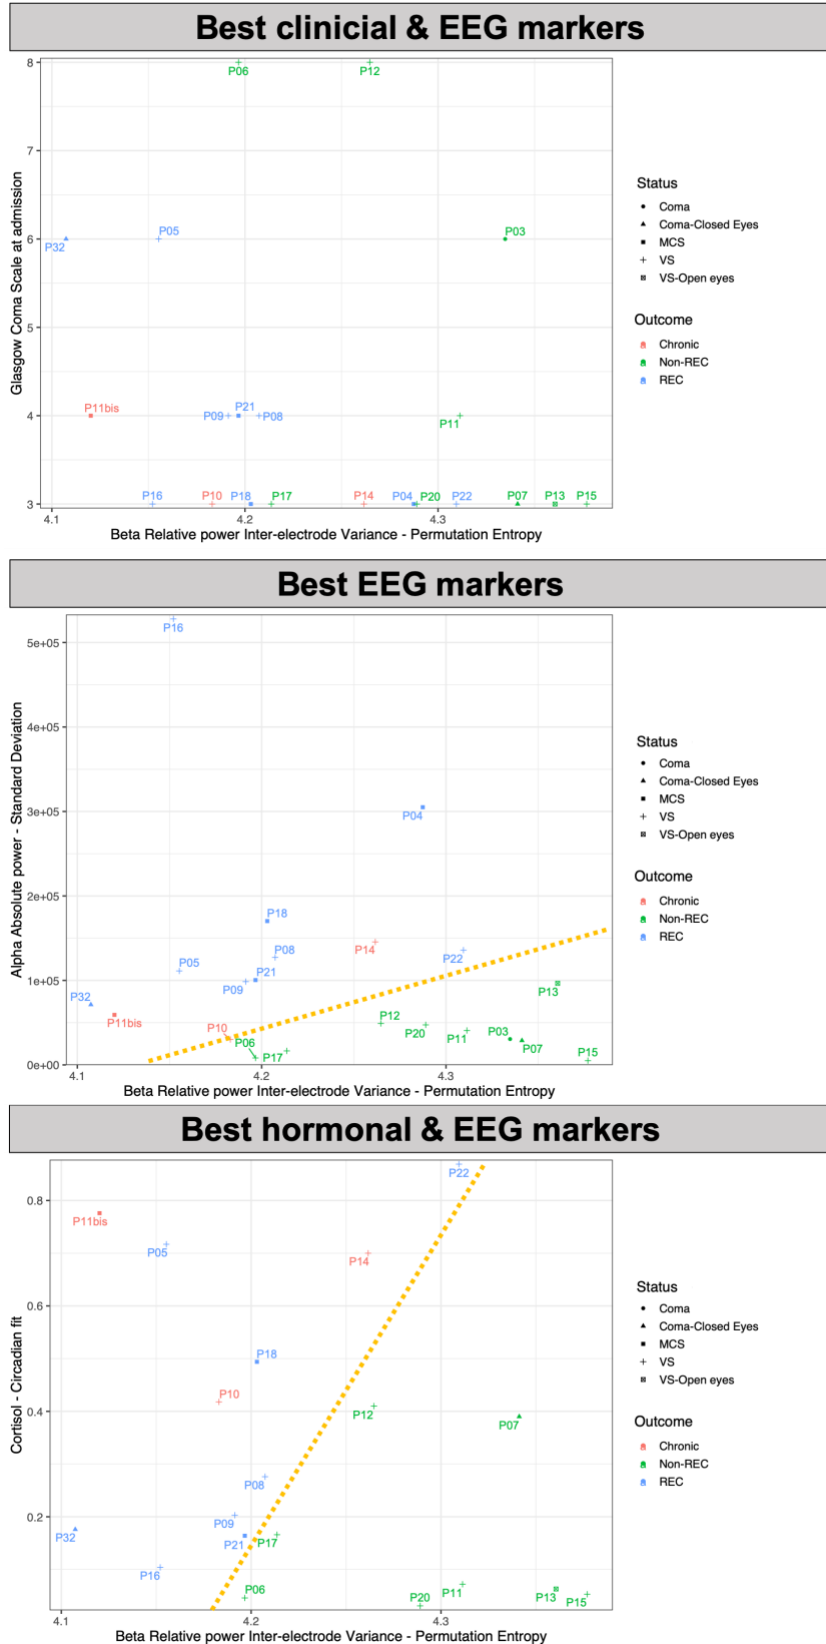 Best clinicial & EEG markers
Glasgow Coma Scale at admission
8
7
6
5
4
3
P06
P12
P32
P05
P03
P11bis
P09
P21
P08
P11
P16
P10
P18
P17
P14
P04
P20
P22
P07
P13
P15
4.1
4.2
4.3
Beta Relative power Inter-electrode Variance - Permutation Entropy
Status
Coma
Coma-Closed Eyes
MCS
VS
VS-Open eyes
Outcome
Chronic
Non-REC
REC
Best EEG markers
Alpha Absolute power - Standard Deviation
5e+05
4e+05
3e+05
2e+05
1e+05
0e+00
P16
P04
P18
P14
P08
P22
P05
P21
P09
P32
P13
P11bis
P10
P12
P20
P11
P03
P06
P17
P07
P15
4.1
4.2
4.3
Beta Relative power Inter-electrode Variance - Permutation Entropy
Status
Coma
Coma-Closed Eyes
MCS
VS
VS-Open eyes
Outcome
Chronic
Non-REC
REC
Best hormonal & EEG markers
Cortisol - Circadian fit
0.8
0.6
0.4
0.2
P22
P11bis
P05
P14
P18
P10
P12
P07
P08
P09
P32
P21
P17
P16
P06
P20
P11
P13
P15
4.1
4.2
4.3
Beta Relative power Inter-electrode Variance - Permutation Entropy
Status
Coma
Coma-Closed Eyes
MCS
VS
VS-Open eyes
Outcome
Chronic
Non-REC
REC